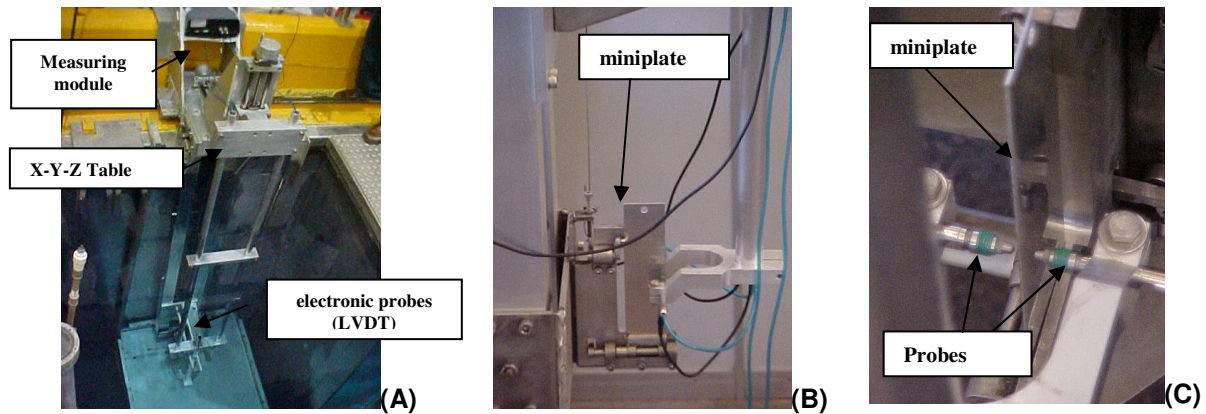 Measuring
module
X-Y-Z Table
electronic probes
(LVDT)
(A)
miniplate
(B)
miniplate
Probes
(C)